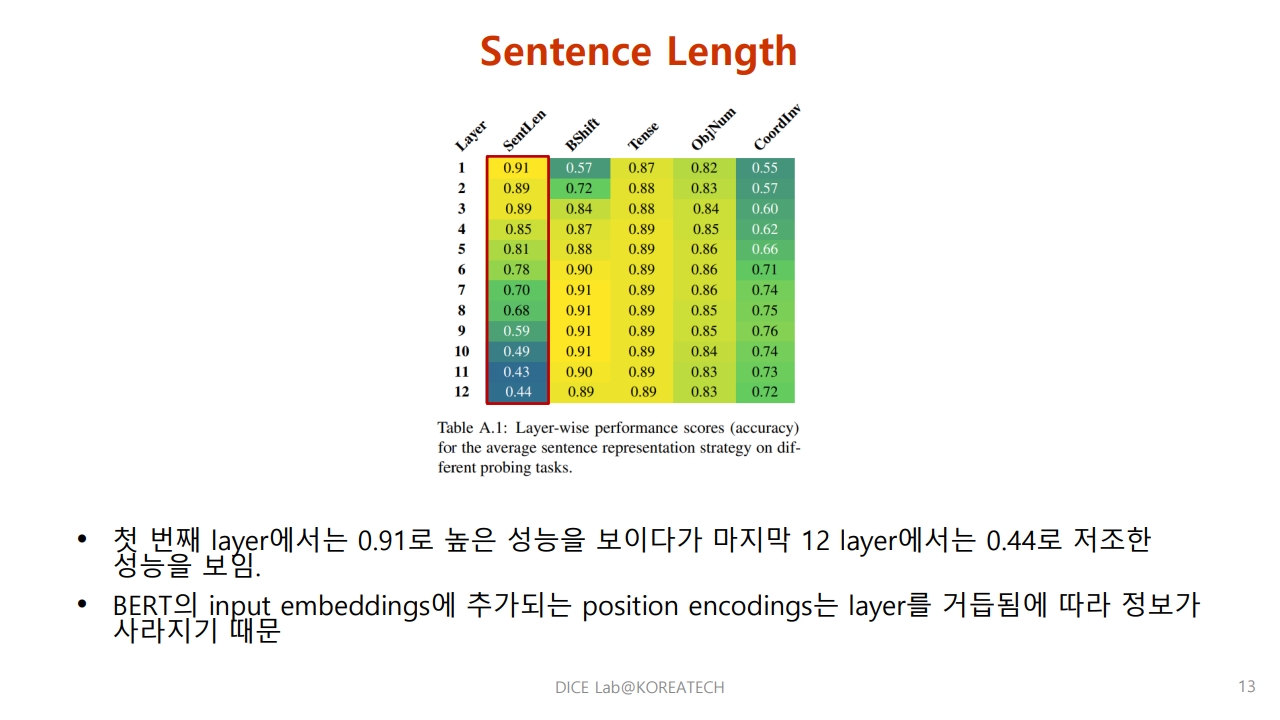 Sentence Length
Layer SentLen BShift Tense ObjNum CoordInv
1 0.91 0.57 0.87 0.82 0.55
2 0.89 0.72 0.88 0.83 0.57
3 0.89 0.84 0.88 0.84 0.60
4 0.85 0.87 0.89 0.85 0.62
5 0.81 0.88 0.89 0.86 0.66
6 0.78 0.90 0.89 0.86 0.71
7 0.70 0.91 0.89 0.86 0.74
8 0.68 0.91 0.89 0.85 0.75
9 0.59 0.91 0.89 0.85 0.76
10 0.49 0.91 0.89 0.84 0.74
11 0.43 0.90 0.89 0.83 0.73
12 0.44 0.89 0.89 0.83 0.72
Table A.1: Layer-wise performance scores (accuracy)
for the average sentence representation strategy on dif-
ferent probing tasks.
• 첫 번째 layer에서는 0.91로 높은 성능을 보이다가 마지막 12 layer에서는 0.44로 저조한
성능을 보임.
• BERT의 input embeddings에 추가되는 position encodings는 layer를 거듭됨에 따라 정보가
사라지기 때문
DICE Lab@KOREATECH
13